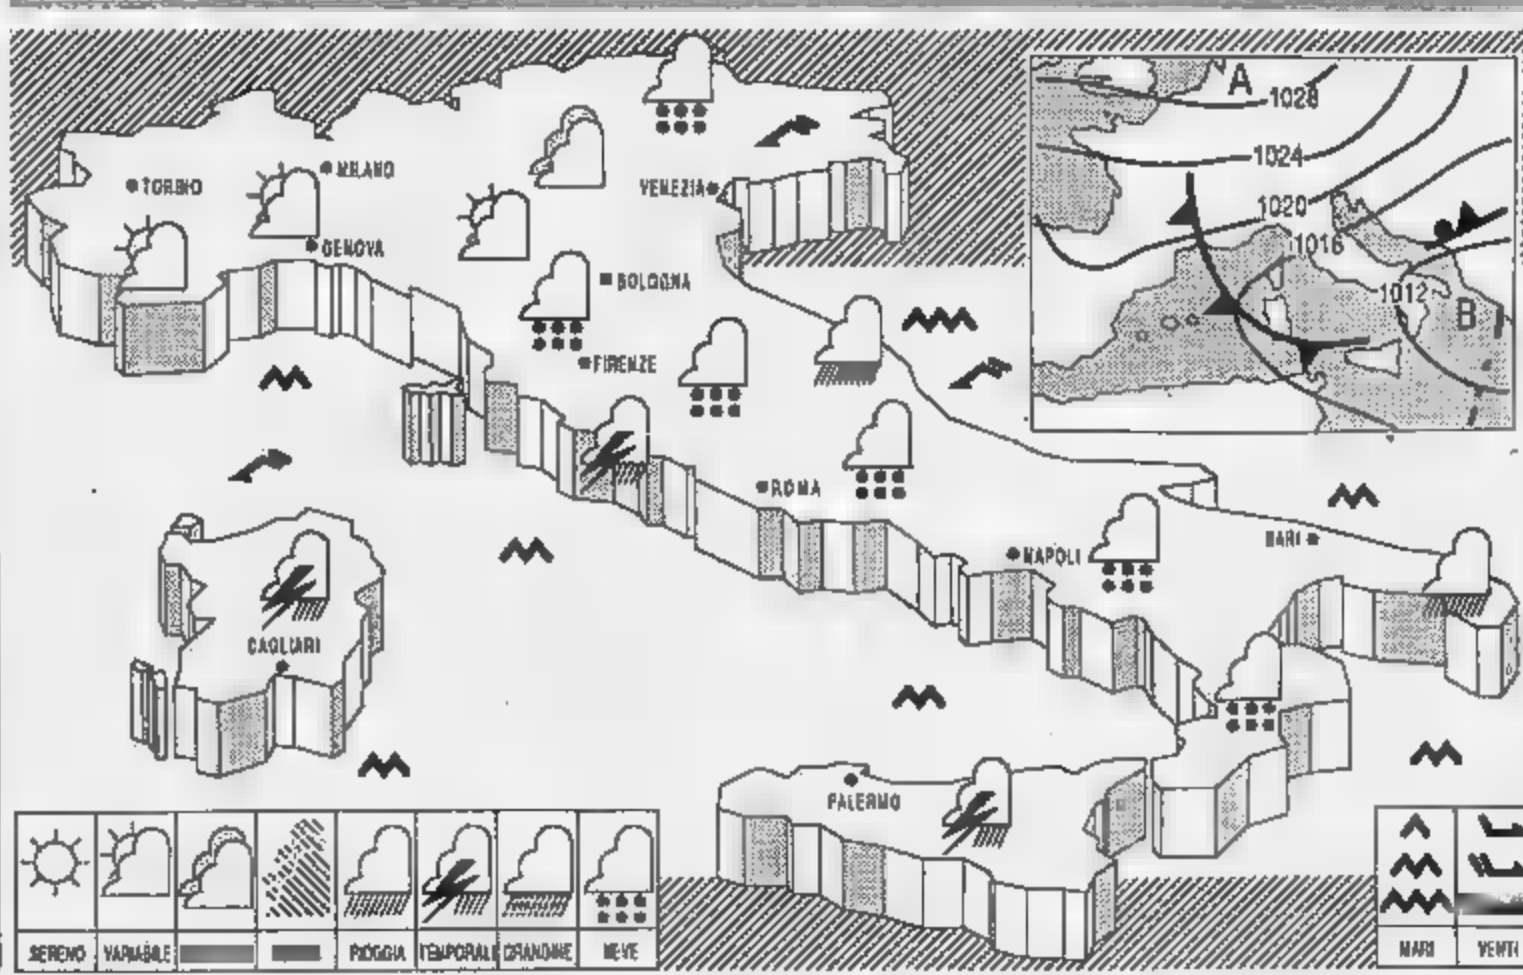 A
1028
1024
1020
1016
1012
B
TORINO
MILANO
GENOVA
VENEZIA
BOLOGNA
FIRENZE
ROMA
NAPOLI
BARI
CAGLIARI
PALERMO
SERENO VARIABILE PIOGGIA TEMPORALE GRANDINE NEVE
MARI VENTI